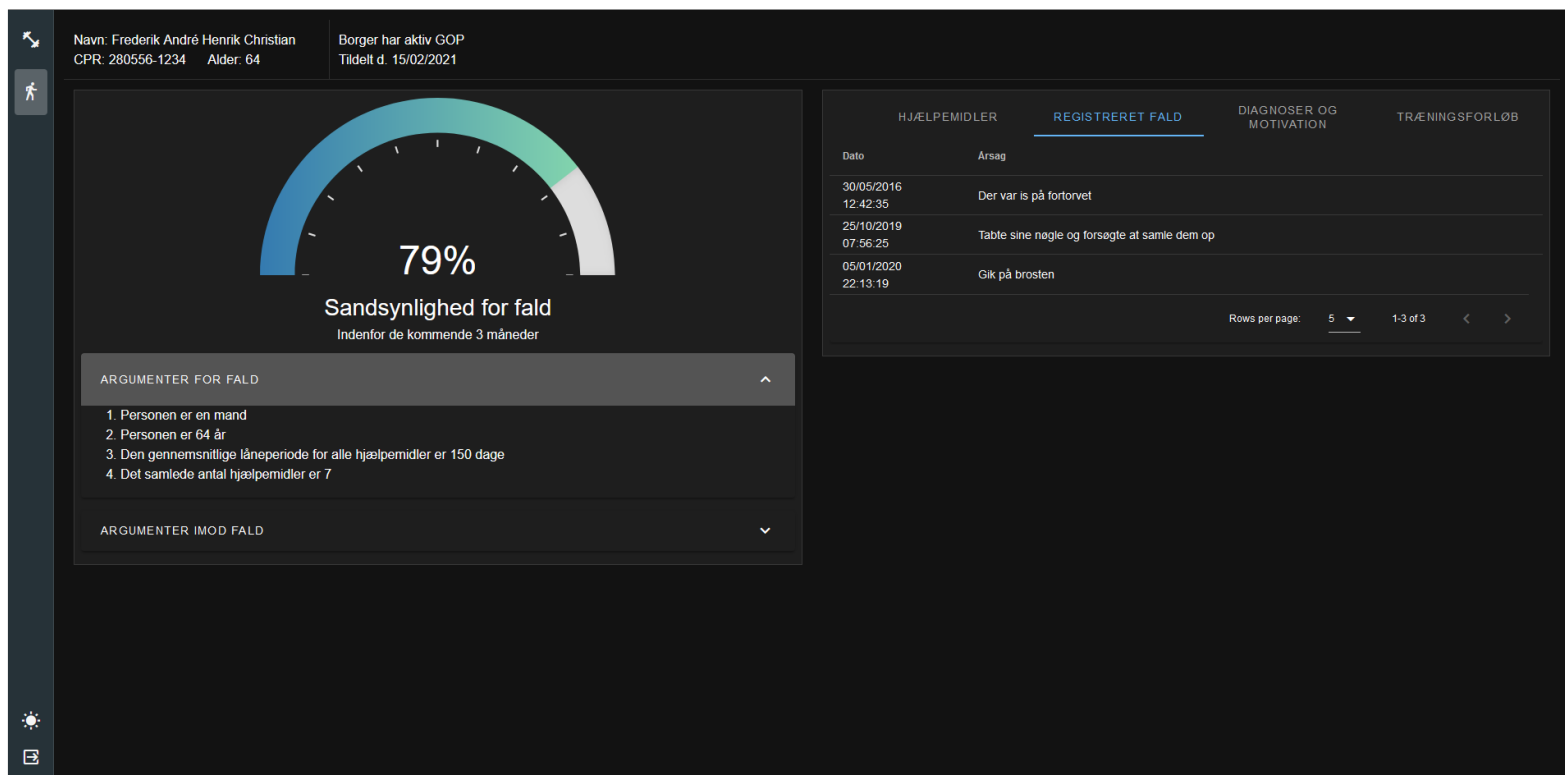 Navn: Frederik André Henrik Christian
CPR: 280556-1234 Alder: 64
Borger har aktiv GOP
Tildelt d. 15/02/2021
79%
Sandsynlighed for fald
Indenfor de kommende 3 måneder
ARGUMENTER FOR FALD
1. Personen er en mand
2. Personen er 64 år
3. Den gennemsnitlige låneperiode for alle hjælpemidler er 150 dage
4. Det samlede antal hjælpemidler er 7
ARGUMENTER IMOD FALD
HJÆLPEMIDLER
REGISTRERET FALD
DIAGNOSER OG
MOTIVATION
TRÆNINGSFORLØB
Dato Årsag
30/05/2016
12:42:35
Der var is på fortorvet
25/10/2019
07:56:25
Tabte sine nøgle og forsøgte at samle dem op
05/01/2020
22:13:19
Gik på brosten
Rows per page: 5 1-3 of 3